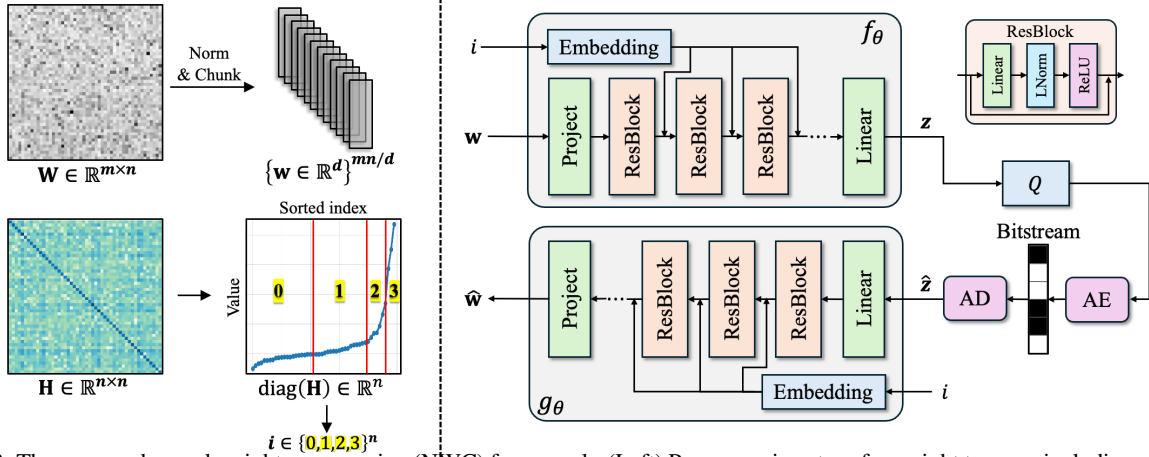 Norm
& Chunk
W ∈ ℝ^{m×n}
{w ∈ ℝ^d}^{mn/d}
Sorted index
Value
0
1
2
3
H ∈ ℝ^{n×n}
diag(H) ∈ ℝ^n
i ∈ {0,1,2,3}^n
i
Embedding
f_θ
w
Project
ResBlock
ResBlock
ResBlock
Linear
z
ResBlock
Linear
LNorm
ReLU
Q
Bitstream
ŵ
Project
ResBlock
ResBlock
ResBlock
Linear
ẑ
AD
AE
g_θ
Embedding
i